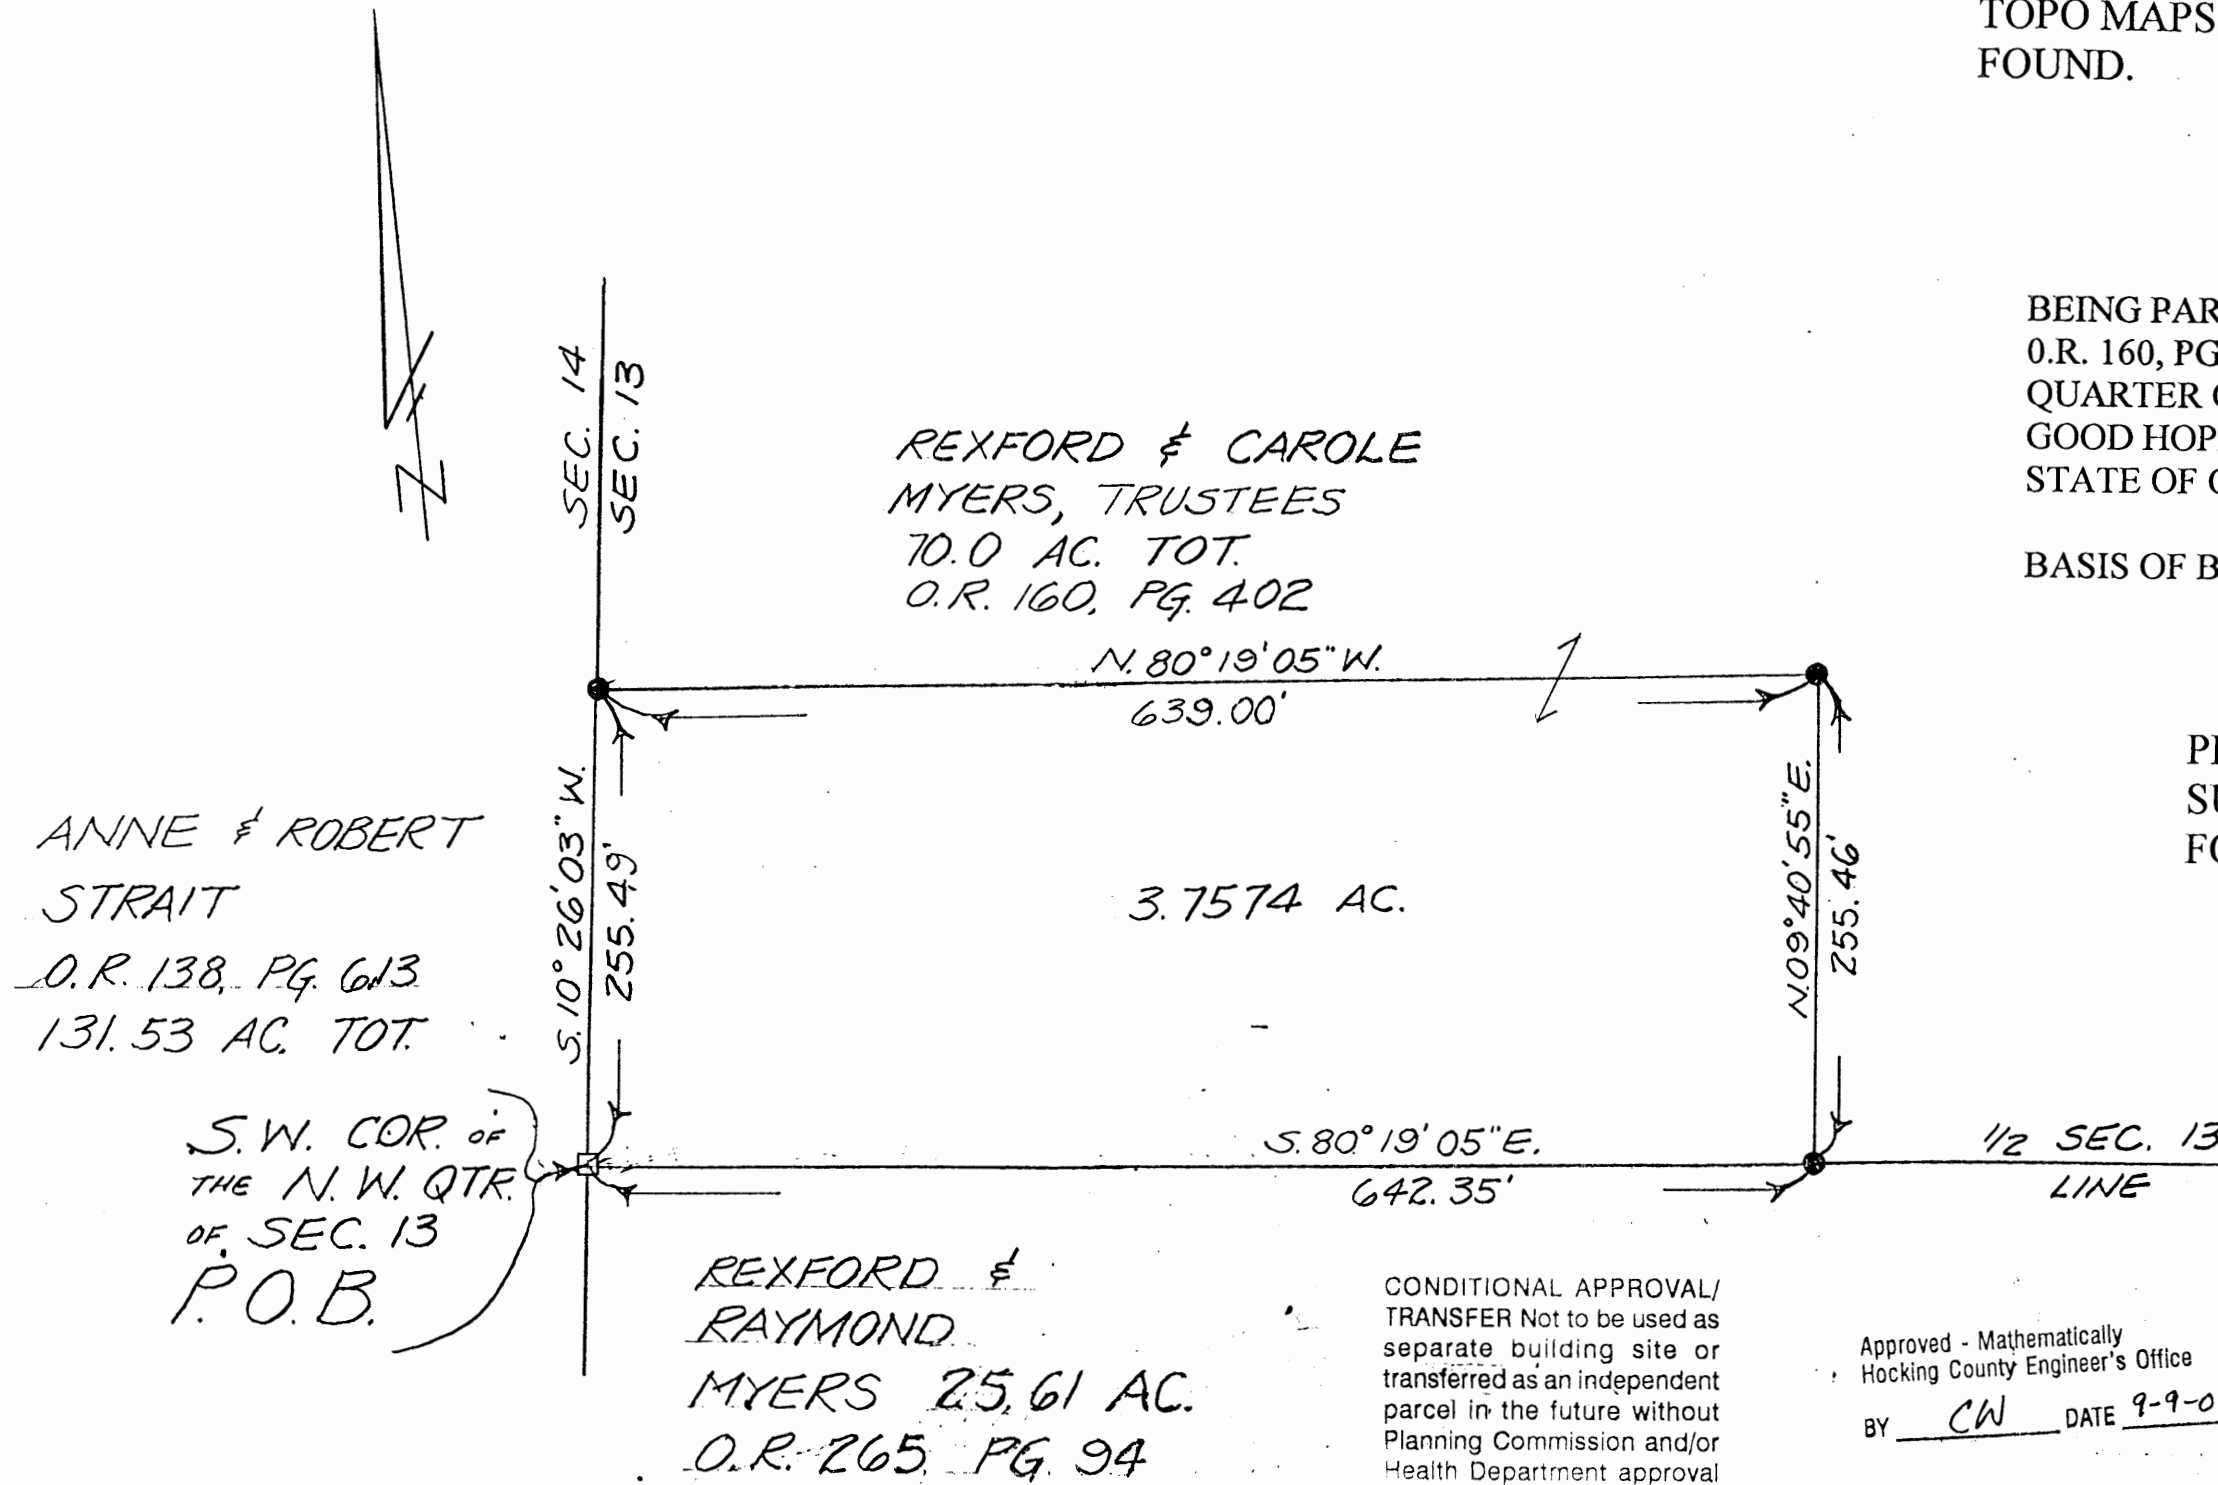 TOPO MAPS
FOUND.
BEING PAR
0.R. 160, PG
QUARTER
GOOD HOP
STATE OF
BASIS OF B
SEC. 14
SEC. 13
REXFORD & CAROLE
MYERS, TRUSTEES
70.0 AC. TOT.
O.R. 160, PG. 402
N. 80° 19' 05" W.
639.00'
ANNE & ROBERT
STRAIT
O.R. 138, PG. 613
131.53 AC. TOT.
S. 10° 26' 03" W.
255.49'
3.7574 AC.
N. 09° 40' 55" E.
255.46'
SU
FO
S.W. COR. OF
THE N.W. QTR.
OF SEC. 13
P.O.B.
S. 80° 19' 05" E.
642.35'
1/2 SEC. 13
LINE
REXFORD &
RAYMOND
MYERS 25.61 AC.
O.R. 265, PG. 94
CONDITIONAL APPROVAL/
TRANSFER Not to be used as
separate building site or
transferred as an independent
parcel in the future without
Planning Commission and/or
Health Department approval
Approved - Mathematically
Hocking County Engineer's Office
BY CW DATE 9-9-0
N